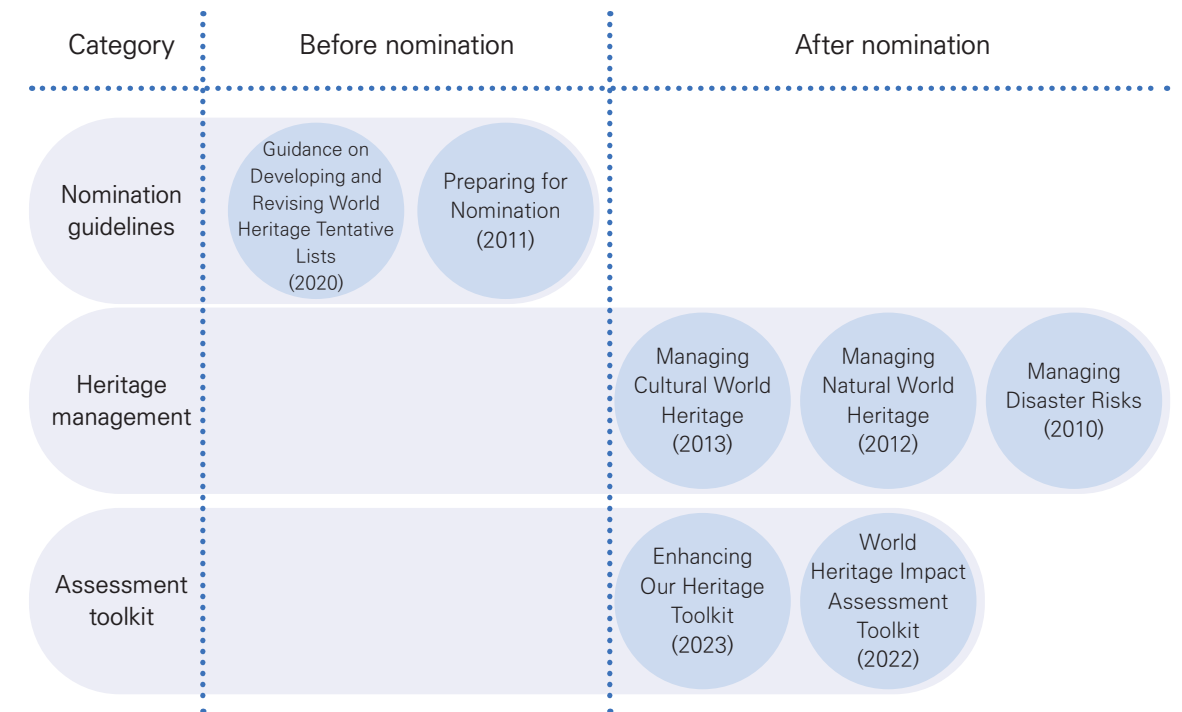 Category
Before nomination
After nomination
Nomination
guidelines
Guidance on
Developing and
Revising World
Heritage Tentative
Lists
(2020)
Preparing for
Nomination
(2011)
Heritage
management
Managing
Cultural World
Heritage
(2013)
Managing
Natural World
Heritage
(2012)
Managing
Disaster Risks
(2010)
Assessment
toolkit
Enhancing
Our Heritage
Toolkit
(2023)
World
Heritage Impact
Assessment
Toolkit
(2022)